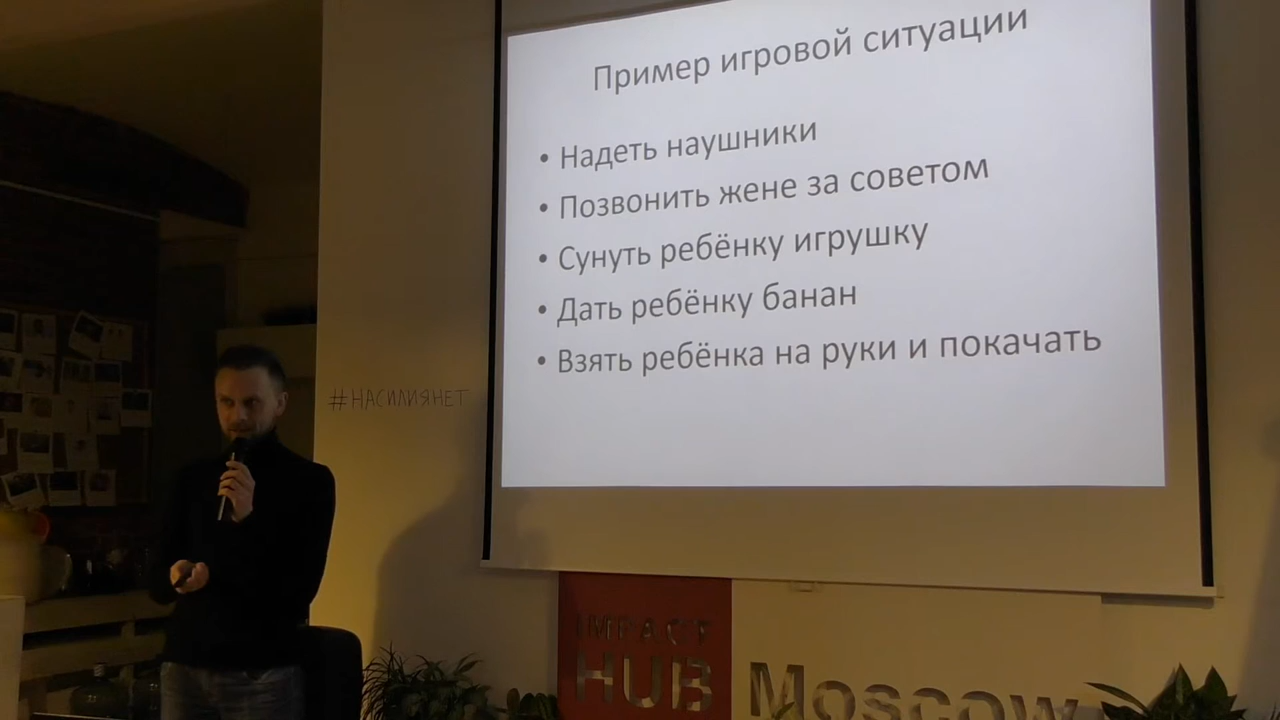 Пример игровой ситуации
• Надеть наушники
• Позвонить жене за советом
• Сунуть ребёнку игрушку
• Дать ребёнку банан
• Взять ребёнка на руки и покачать
#НАСИЛИЯНЕТ
IMPACT
HUB
Moscow